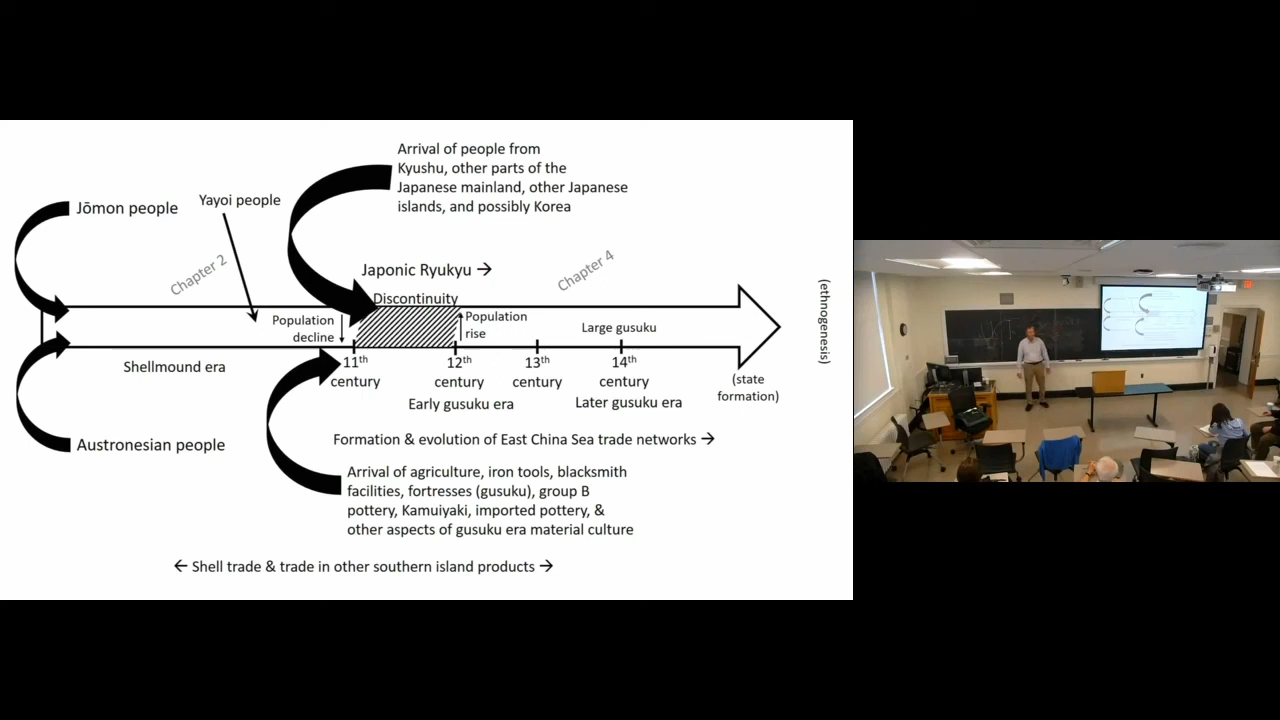 Arrival of people from
Kyushu, other parts of the
Japanese mainland, other Japanese
islands, and possibly Korea
Jōmon people
Yayoi people
Chapter 2
Chapter 4
Japonic Ryukyu →
Discontinuity
Population
decline
Population
rise
Large gusuku
(ethnogenesis)
Shellmound era
11th
century
12th
century
13th
century
14th
century
(state
formation)
Early gusuku era
Later gusuku era
Austronesian people
Formation & evolution of East China Sea trade networks →
Arrival of agriculture, iron tools, blacksmith
facilities, fortresses (gusuku), group B
pottery, Kamuiyaki, imported pottery, &
other aspects of gusuku era material culture
← Shell trade & trade in other southern island products →